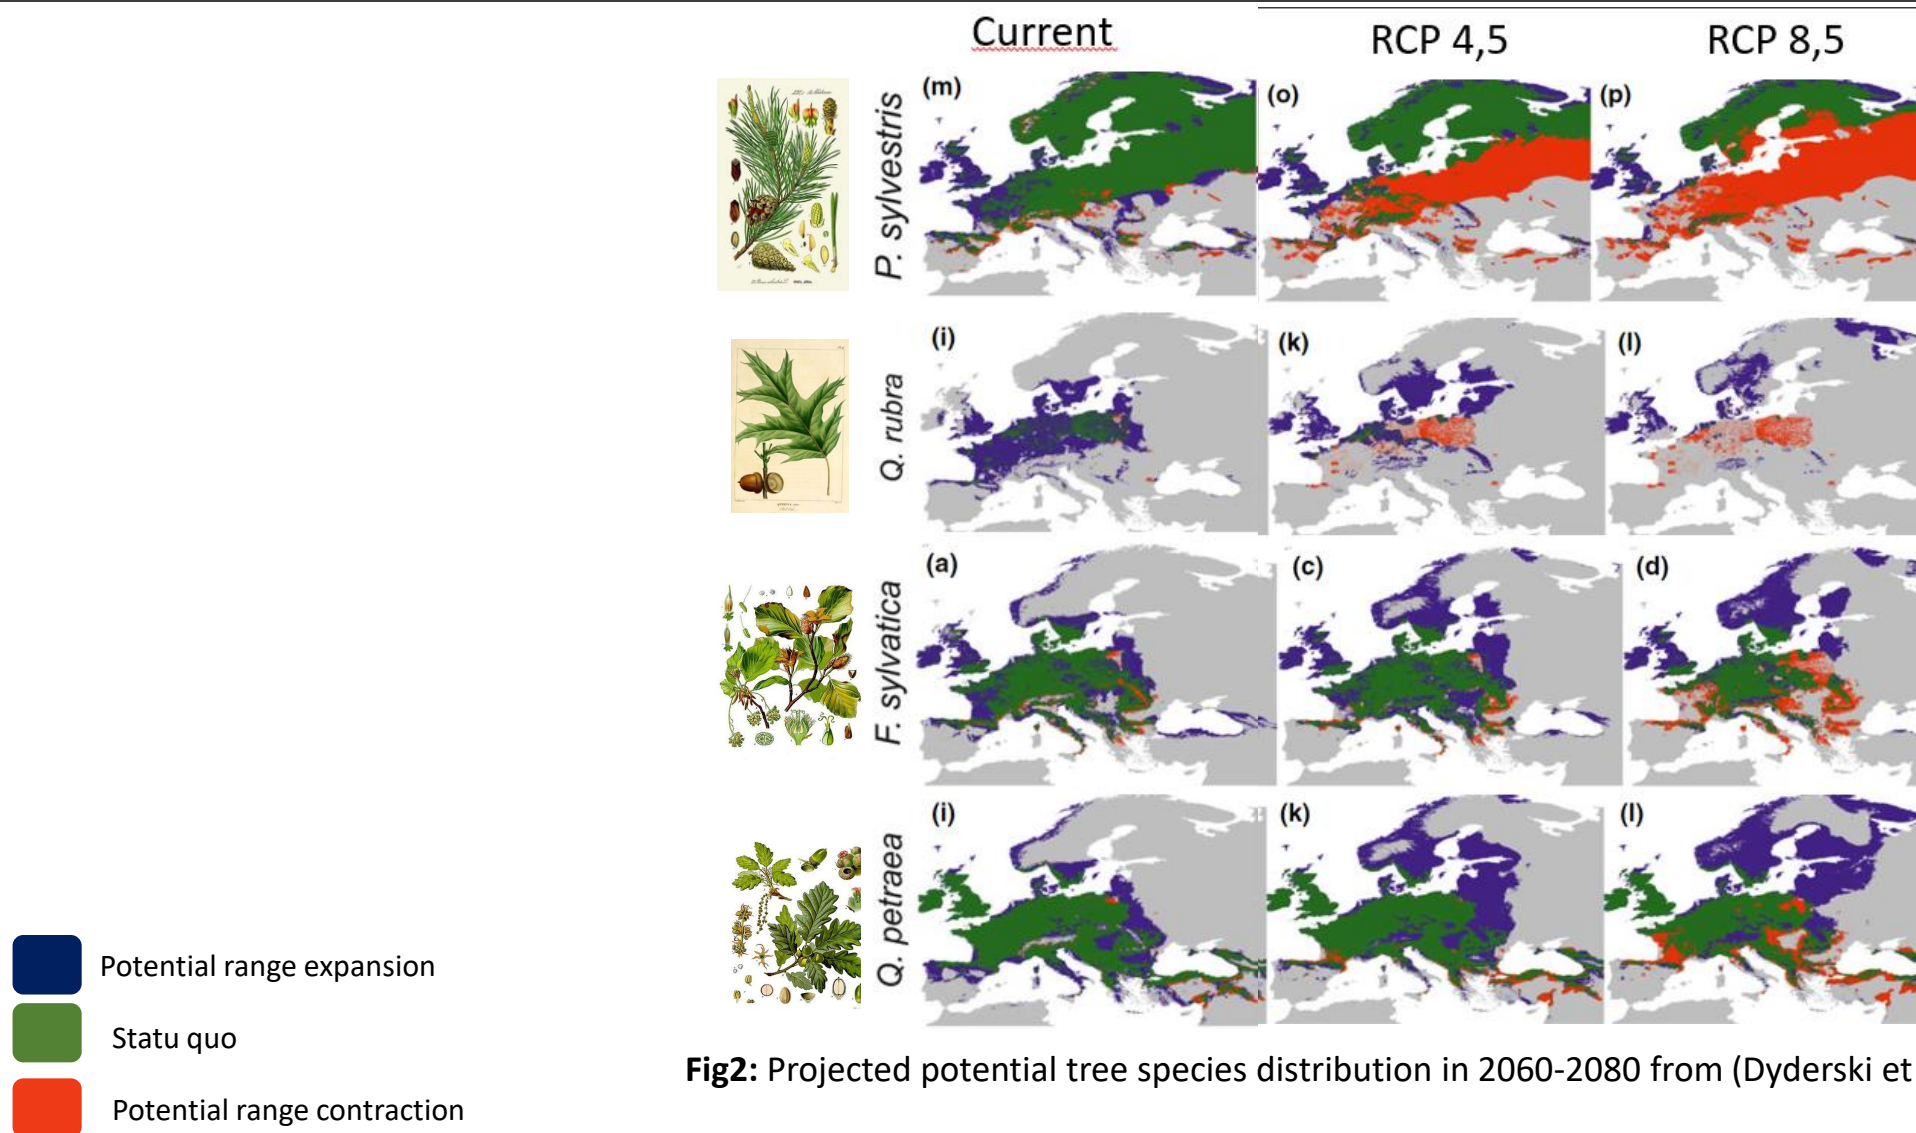 Current
RCP 4,5
RCP 8,5
P. sylvestris
(m)
(o)
(p)
Q. rubra
(i)
(k)
(l)
F. sylvatica
(a)
(c)
(d)
Q. petraea
(i)
(k)
(l)
Potential range expansion
Statu quo
Potential range contraction
Fig2: Projected potential tree species distribution in 2060-2080 from (Dyderski et